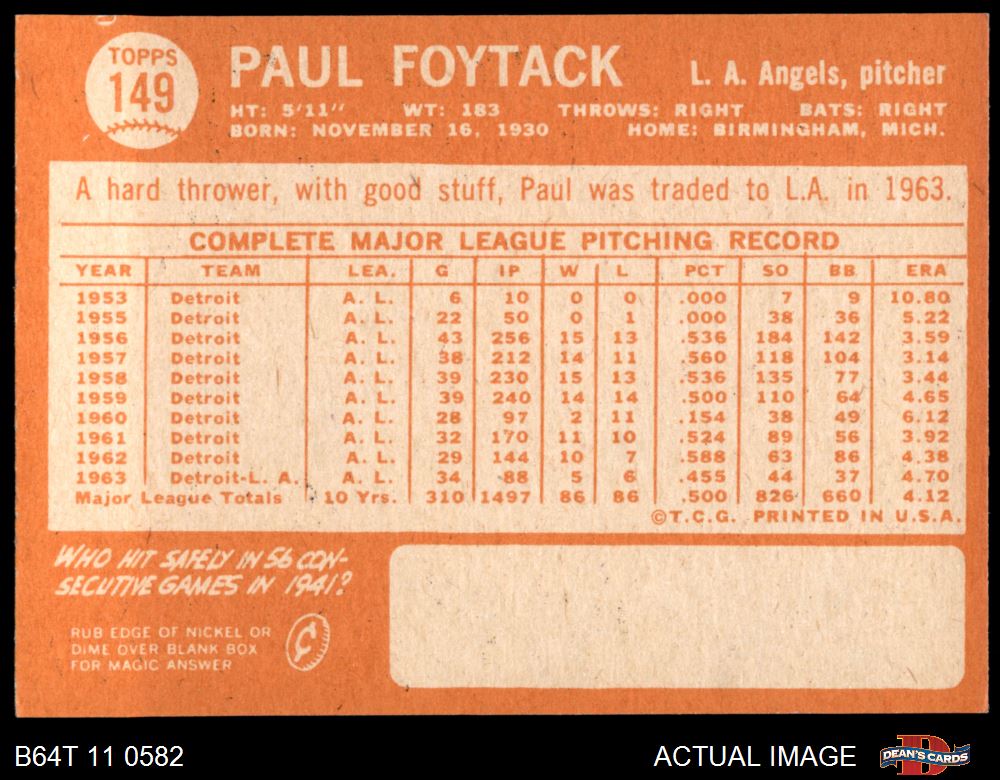 TOPPS
149
PAUL FOYTACK
L. A. Angels, pitcher
HT: 5'11" WT: 183 THROWS: RIGHT BATS: RIGHT
BORN: NOVEMBER 16, 1930 HOME: BIRMINGHAM, MICH.
A hard thrower, with good stuff, Paul was traded to L.A. in 1963.
COMPLETE MAJOR LEAGUE PITCHING RECORD
YEAR TEAM LEA. G IP W L PCT SO BB ERA
1953 Detroit A. L. 6 10 0 0 .000 7 9 10.80
1955 Detroit A. L. 22 50 0 1 .000 38 36 5.22
1956 Detroit A. L. 43 256 15 13 .536 184 142 3.59
1957 Detroit A. L. 38 212 14 11 .560 118 104 3.14
1958 Detroit A. L. 39 230 15 13 .536 135 77 3.44
1959 Detroit A. L. 39 240 14 14 .500 110 64 4.65
1960 Detroit A. L. 28 97 2 11 .154 38 49 6.12
1961 Detroit A. L. 32 170 11 10 .524 89 56 3.92
1962 Detroit A. L. 29 144 10 7 .588 63 86 4.38
1963 Detroit-L. A. A. L. 34 88 5 6 .455 44 37 4.70
Major League Totals 10 Yrs. 310 1497 86 86 .500 826 660 4.12
©T.C.G. PRINTED IN U.S.A.
WHO HIT SAFELY IN 56 CON-
SECUTIVE GAMES IN 1941?
RUB EDGE OF NICKEL OR
DIME OVER BLANK BOX
FOR MAGIC ANSWER
¢
B64T 11 0582
ACTUAL IMAGE
DEAN'S CARDS